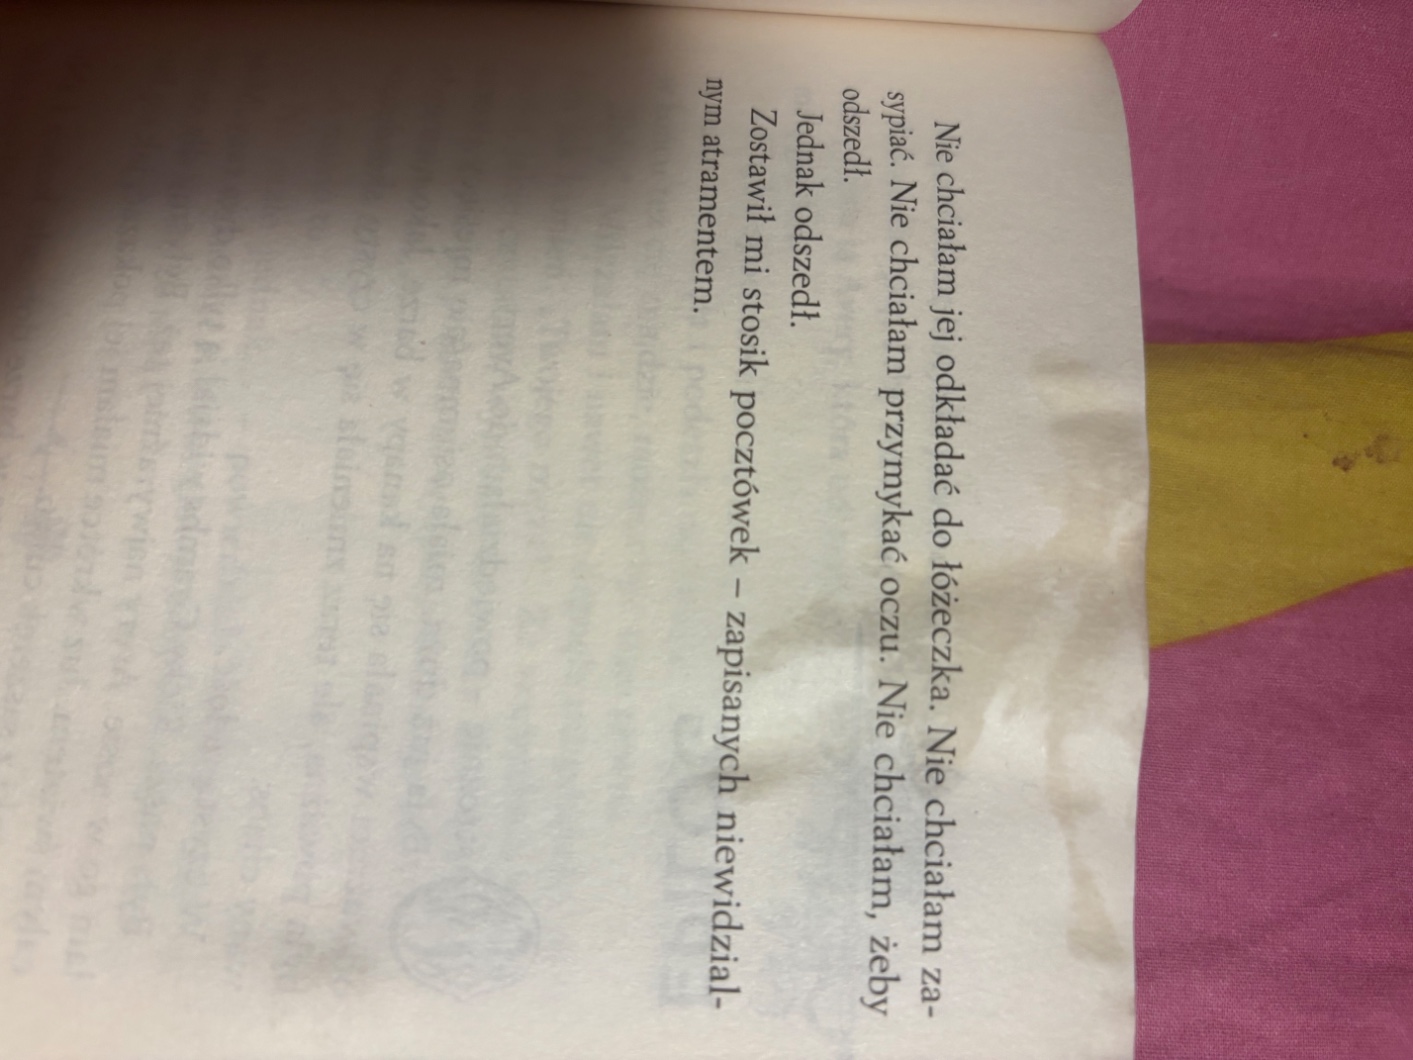 Nie chciałam jej odkładać do łóżeczka. Nie chciałam za-
sypiać. Nie chciałam przymykać oczu. Nie chciałam, żeby
odszedł.
Jednak odszedł.
Zostawił mi stosik pocztówek – zapisanych niewidzial-
nym atramentem.